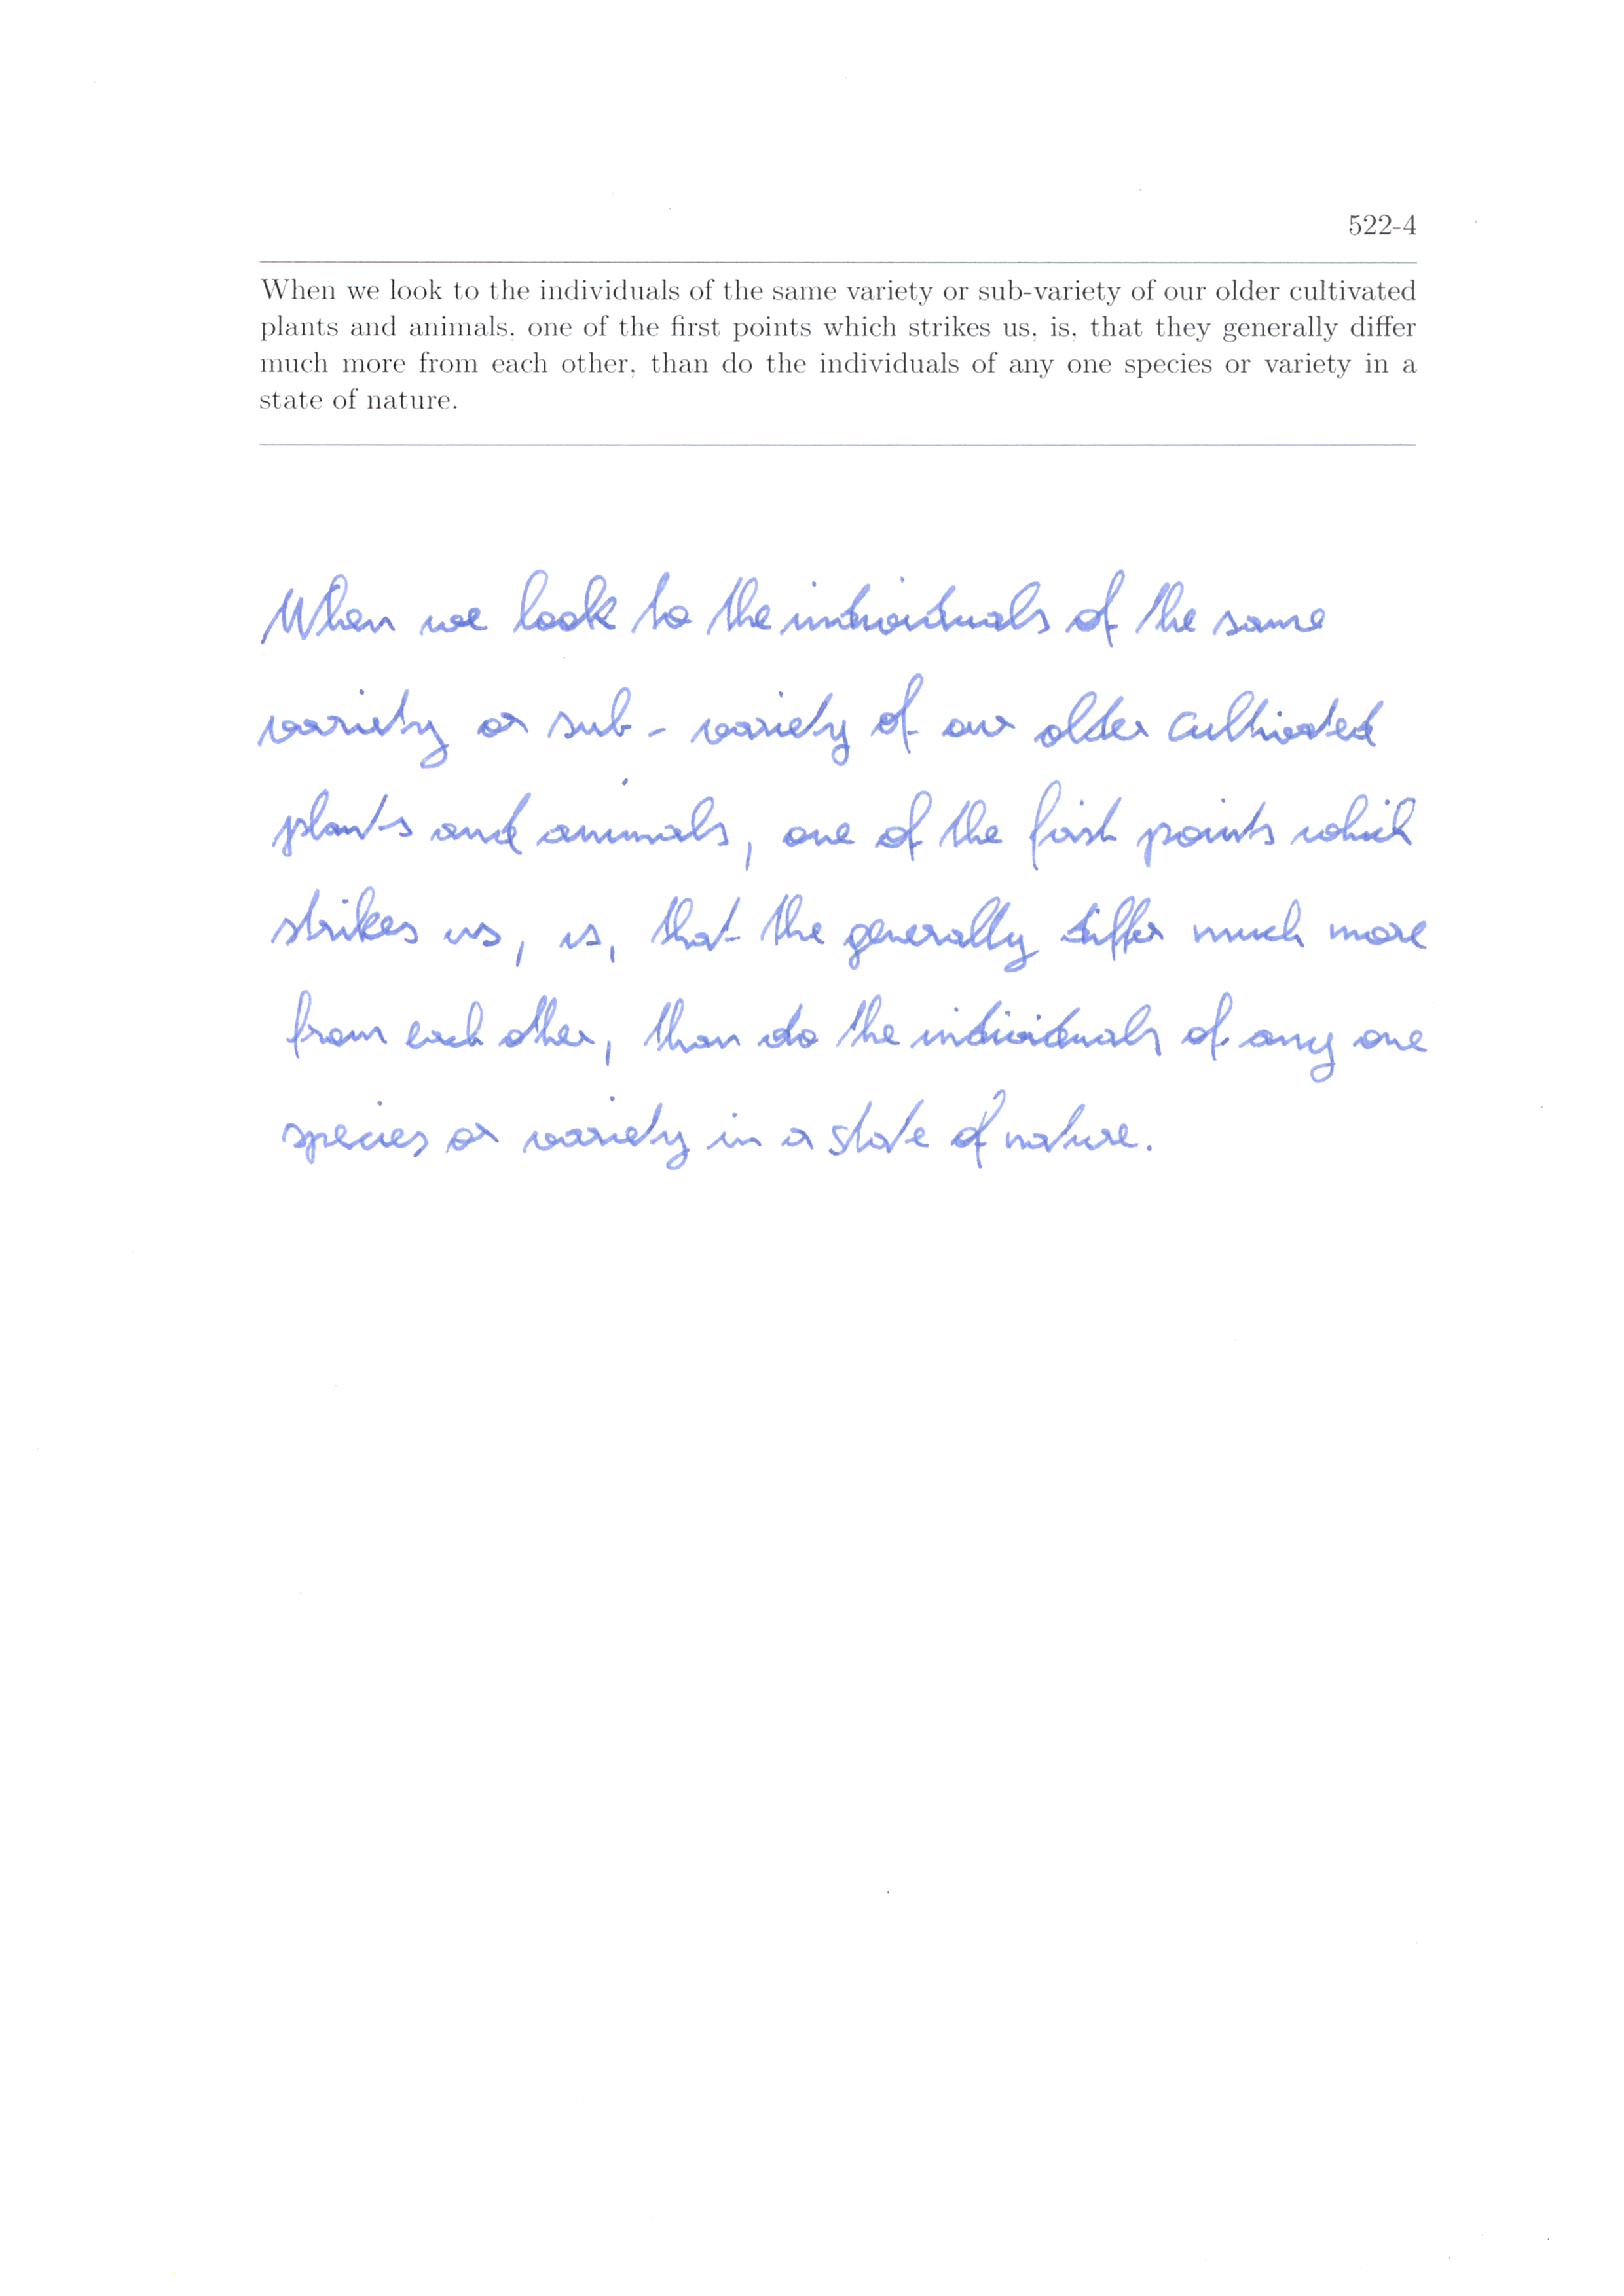 522-4
When we look to the individuals of the same variety or sub-variety of our older cultivated
plants and animals, one of the first points which strikes us, is, that they generally differ
much more from each other, than do the individuals of any one species or variety in a
state of nature.
When we look to the individuals of the same
variety or sub - variety of our older cultivated
plants and animals, one of the first points which
strikes us, is, that the generally differ much more
from each other, than do the individuals of any one
species or variety in a state of nature.